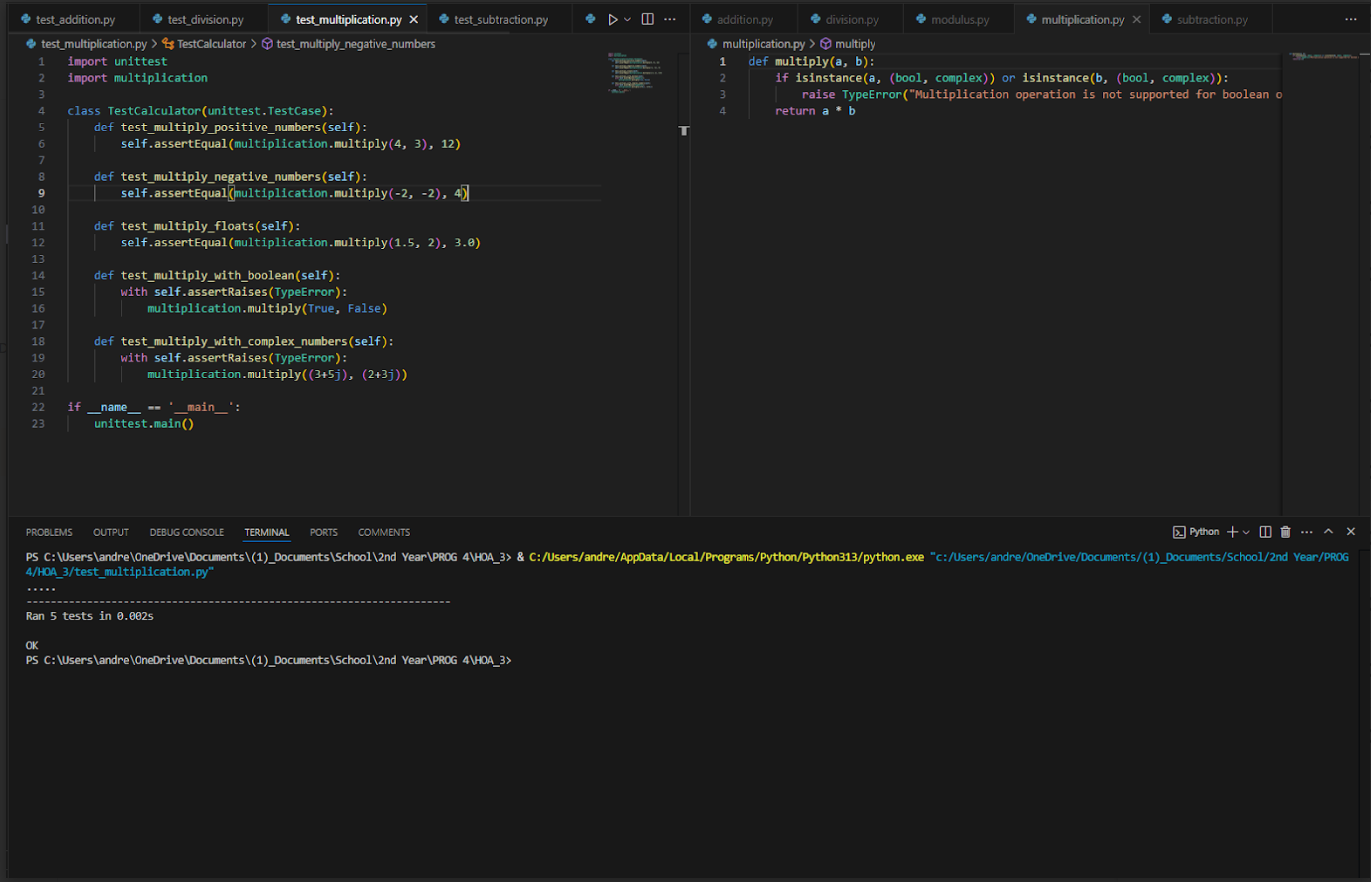 test_addition.py test_division.py test_multiplication.py test_subtraction.py
test_multiplication.py > TestCalculator > test_multiply_negative_numbers
1 import unittest
2 import multiplication
3
4 class TestCalculator(unittest.TestCase):
5 def test_multiply_positive_numbers(self):
6 self.assertEqual(multiplication.multiply(4, 3), 12)
7
8 def test_multiply_negative_numbers(self):
9 self.assertEqual(multiplication.multiply(-2, -2), 4)
10
11 def test_multiply_floats(self):
12 self.assertEqual(multiplication.multiply(1.5, 2), 3.0)
13
14 def test_multiply_with_boolean(self):
15 with self.assertRaises(TypeError):
16 multiplication.multiply(True, False)
17
18 def test_multiply_with_complex_numbers(self):
19 with self.assertRaises(TypeError):
20 multiplication.multiply((3+5j), (2+3j))
21
22 if __name__ == '__main__':
23 unittest.main()
addition.py division.py modulus.py multiplication.py subtraction.py
multiplication.py > multiply
1 def multiply(a, b):
2 if isinstance(a, (bool, complex)) or isinstance(b, (bool, complex)):
3 raise TypeError("Multiplication operation is not supported for boolean o
4 return a * b
PROBLEMS OUTPUT DEBUG CONSOLE TERMINAL PORTS COMMENTS
Python
PS C:\Users\andre\OneDrive\Documents\(1)_Documents\School\2nd Year\PROG 4\HOA_3> & C:/Users/andre/AppData/Local/Programs/Python/Python313/python.exe "c:/Users/andre/OneDrive/Documents/(1)_Documents/School/2nd Year/PROG
4/HOA_3/test_multiplication.py"
.....
----------------------------------------------------------------------
Ran 5 tests in 0.002s
OK
PS C:\Users\andre\OneDrive\Documents\(1)_Documents\School\2nd Year\PROG 4\HOA_3>